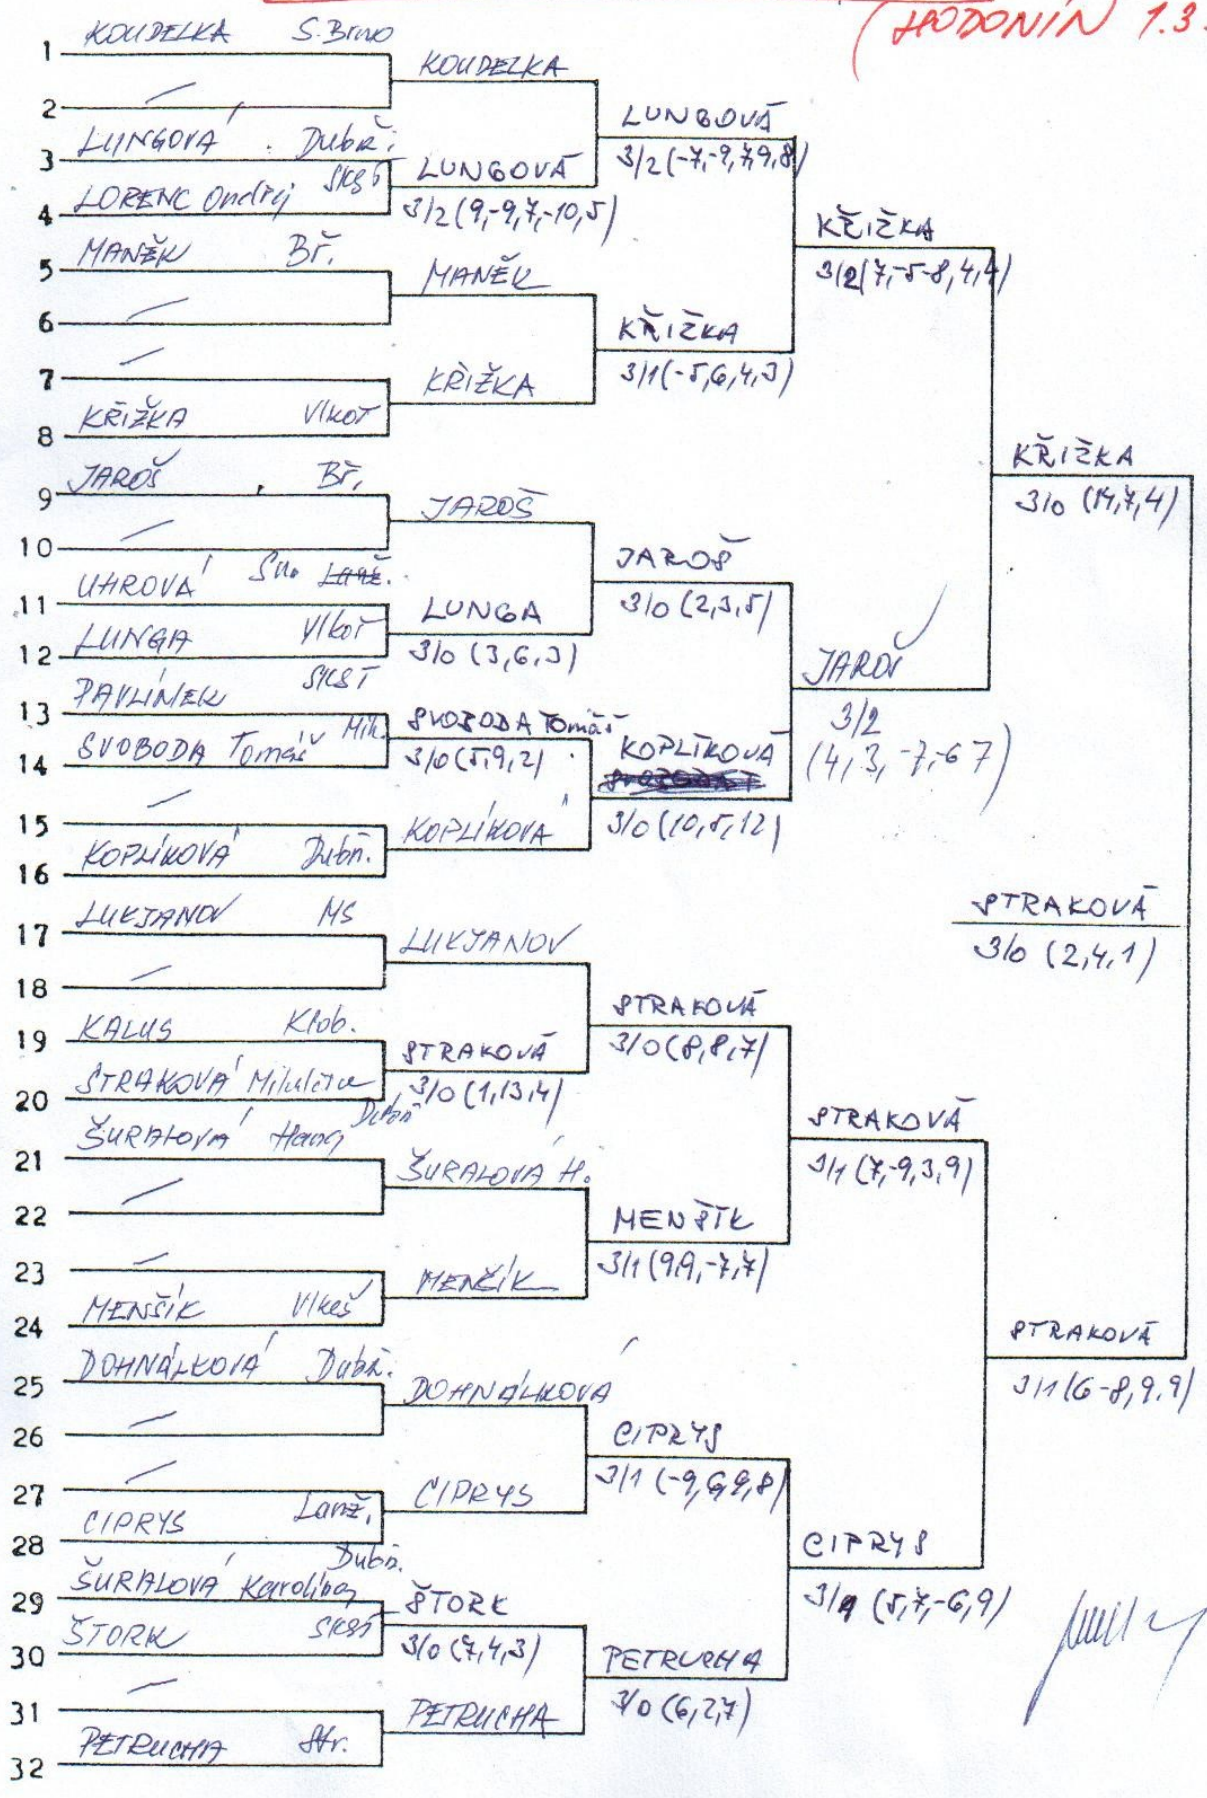 (HODONÍN 1.3.
1 KOUDELKA S.Brno
KOUDELKA
2 —
LUNGOVÁ
3/2 (-7,-9,7,9,8)
3 LUNGOVÁ Dubň.
LUNGOVÁ
3/2 (9,-9,7,-10,5)
4 LORENC Ondřej SKST
KŘIŽKA
3/2 (7,-5-8,4,4)
5 MANĚK Bř.
MANĚK
6 —
KŘIŽKA
3/1 (-5,6,4,3)
7 —
KŘIŽKA
8 KŘIŽKA Vlkoř
KŘIŽKA
3/0 (14,7,4)
9 JAROŠ Bř.
JAROŠ
10 —
JAROŠ
3/0 (2,3,5)
11 UHROVÁ
LUNGA
3/0 (3,6,3)
12 LUNGA Vlkoř
JAROŠ
3/2
(4,3,-7,-6 7)
13 PAVLÍNEK SKST
SVOBODA Tomáš
3/0 (5,9,2)
14 SVOBODA Tomáš Mik.
KOPLÍKOVÁ
3/0 (10,5,12)
15 —
KOPLÍKOVÁ
16 KOPLÍKOVÁ Dubň.
STRAKOVÁ
3/0 (2,4,1)
17 LUKJANOV MS
LUKJANOV
18 —
STRAKOVÁ
3/0 (8,8,7)
19 KALUS Klob.
STRAKOVÁ
3/0 (1,13,4)
20 STRAKOVÁ Mikulčice
STRAKOVÁ
3/1 (7,-9,3,9)
21 ŠURALOVÁ Hana Dubň
ŠURALOVÁ H.
22 —
MENŠÍK
3/1 (9,9,-7,7)
23 —
MENČÍK
24 MENŠÍK Vlkoš
STRAKOVÁ
3/1 (6-8,9,9)
25 DOHNÁLKOVÁ Dubň.
DOHNÁLKOVÁ
26 —
CIPRYS
3/1 (-9,6,9,8)
27 —
CIPRYS
28 CIPRYS Lanž.
CIPRYS
3/1 (5,7,-6,9)
29 ŠURALOVÁ Karolína Dubň.
ŠTORK
3/0 (7,4,3)
30 ŠTORK SKST
PETRUCHA
3/0 (6,2,7)
31 —
PETRUCHA
32 PETRUCHA Str.